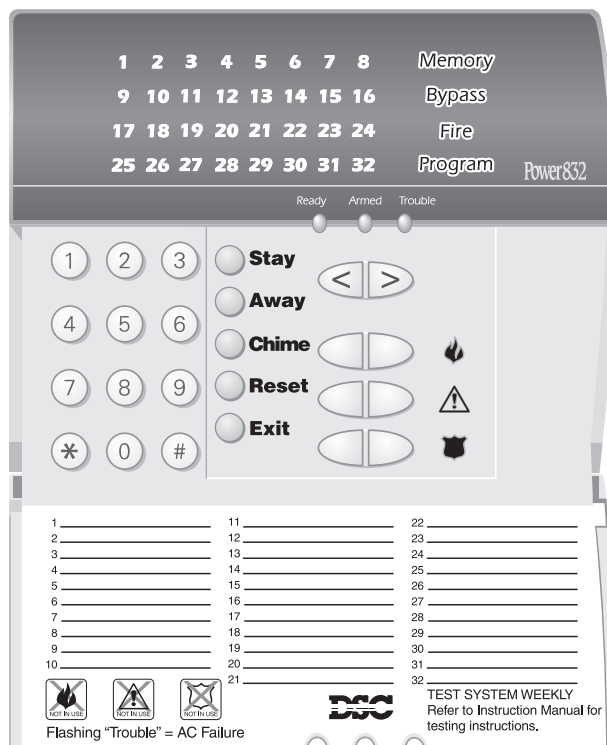 1 2 3 4 5 6 7 8 Memory
9 10 11 12 13 14 15 16 Bypass
17 18 19 20 21 22 23 24 Fire
25 26 27 28 29 30 31 32 Program
Power832
Ready Armed Trouble
1 2 3 Stay < >
Away
4 5 6 Chime
7 8 9 Reset
* 0 # Exit
1 11 22
2 12 23
3 13 24
4 14 25
5 15 26
6 16 27
7 17 28
8 18 29
9 19 30
10 20 31
21 32
NOT IN USE NOT IN USE NOT IN USE
Flashing “Trouble” = AC Failure
DSC
TEST SYSTEM WEEKLY
Refer to Instruction Manual for
testing instructions.